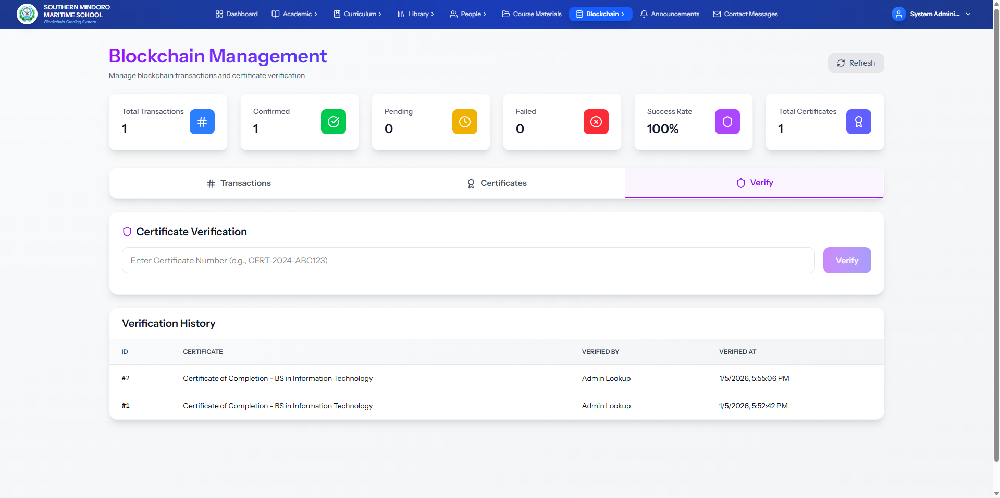 SOUTHERN MINDORO
MARITIME SCHOOL
Blockchain Grading System
Dashboard
Academic
Curriculum
Library
People
Course Materials
Blockchain
Announcements
Contact Messages
System Admini...
Blockchain Management
Manage blockchain transactions and certificate verification
Refresh
Total Transactions
1
Confirmed
1
Pending
0
Failed
0
Success Rate
100%
Total Certificates
1
Transactions
Certificates
Verify
Certificate Verification
Enter Certificate Number (e.g., CERT-2024-ABC123)
Verify
Verification History
ID CERTIFICATE VERIFIED BY VERIFIED AT
#2 Certificate of Completion - BS in Information Technology Admin Lookup 1/5/2026, 5:55:06 PM
#1 Certificate of Completion - BS in Information Technology Admin Lookup 1/5/2026, 5:52:42 PM